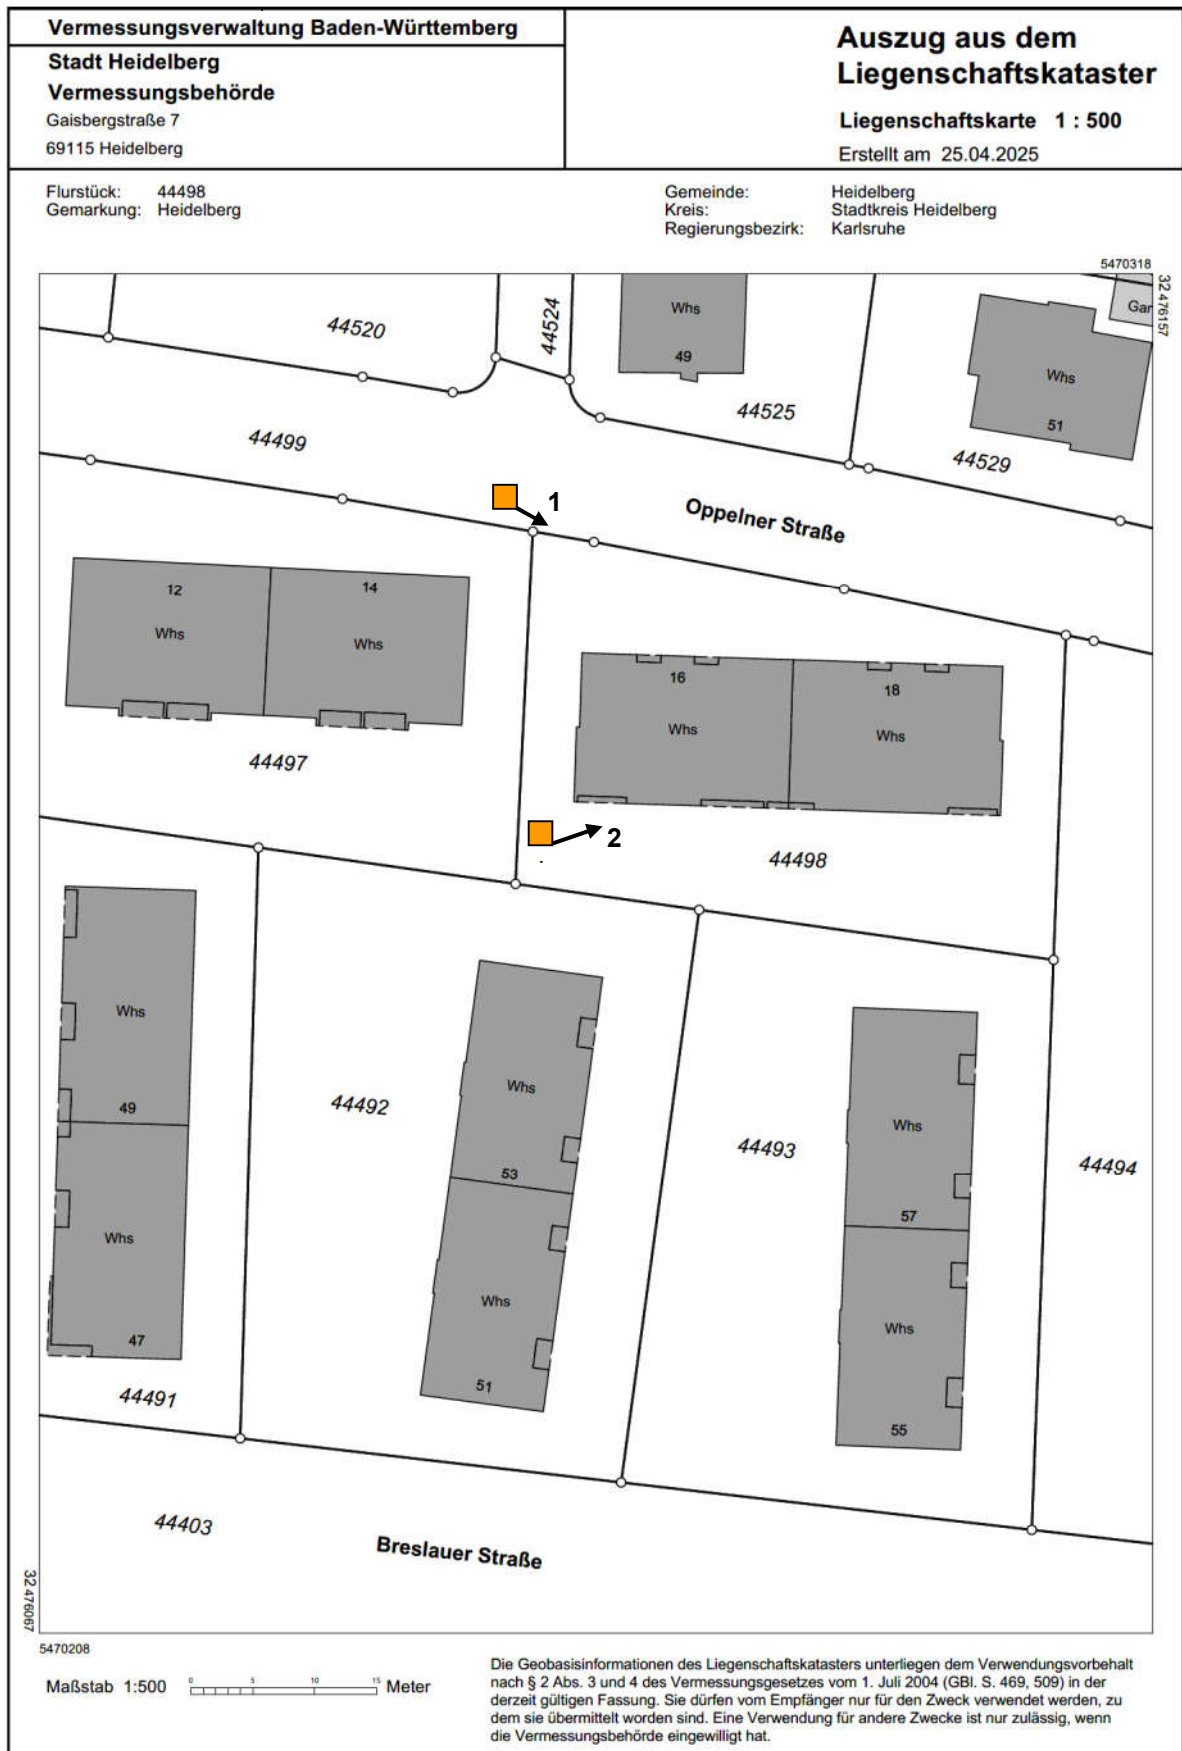 Vermessungsverwaltung Baden-Württemberg
Stadt Heidelberg
Vermessungsbehörde
Gaisbergstraße 7
69115 Heidelberg
Auszug aus dem
Liegenschaftskataster
Liegenschaftskarte 1 : 500
Erstellt am 25.04.2025
Flurstück: 44498
Gemarkung: Heidelberg
Gemeinde: Heidelberg
Kreis: Stadtkreis Heidelberg
Regierungsbezirk: Karlsruhe
5470318
32 476157
44520
44524
Whs
49
Gar
Whs
51
44525
44499
44529
1
Oppelner Straße
12
Whs
14
Whs
16
Whs
18
Whs
44497
2
44498
Whs
49
Whs
47
44492
Whs
53
Whs
51
44493
Whs
57
Whs
55
44494
44491
44403
Breslauer Straße
32 476067
5470208
Maßstab 1:500
0 5 10 15
Meter
Die Geobasisinformationen des Liegenschaftskatasters unterliegen dem Verwendungsvorbehalt
nach § 2 Abs. 3 und 4 des Vermessungsgesetzes vom 1. Juli 2004 (GBl. S. 469, 509) in der
derzeit gültigen Fassung. Sie dürfen vom Empfänger nur für den Zweck verwendet werden, zu
dem sie übermittelt worden sind. Eine Verwendung für andere Zwecke ist nur zulässig, wenn
die Vermessungsbehörde eingewilligt hat.